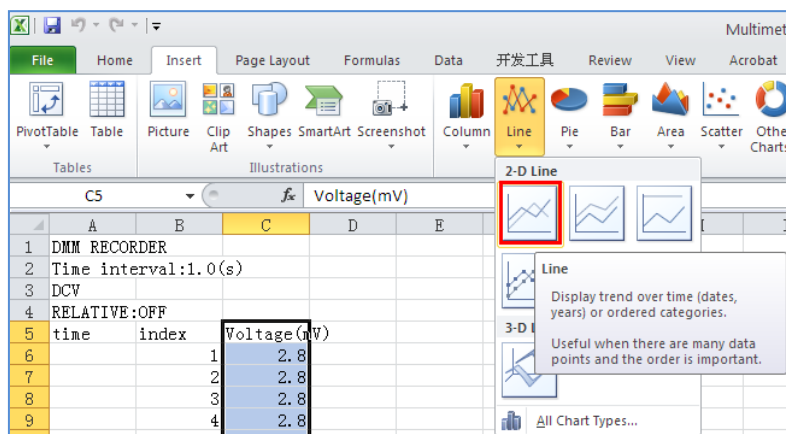 Multimet
File Home Insert Page Layout Formulas Data 开发工具 Review View Acrobat
PivotTable Table Picture Clip Art Shapes SmartArt Screenshot Column Line Pie Bar Area Scatter Othe Charts
Tables Illustrations
2-D Line
C5 fx Voltage(mV)
A B C D E
1 DMM RECORDER
2 Time interval:1.0(s)
3 DCV
4 RELATIVE:OFF
5 time index Voltage(mV)
6 1 2.8
7 2 2.8
8 3 2.8
9 4 2.8
Line
Display trend over time (dates,
years) or ordered categories.
Useful when there are many data
points and the order is important.
All Chart Types...